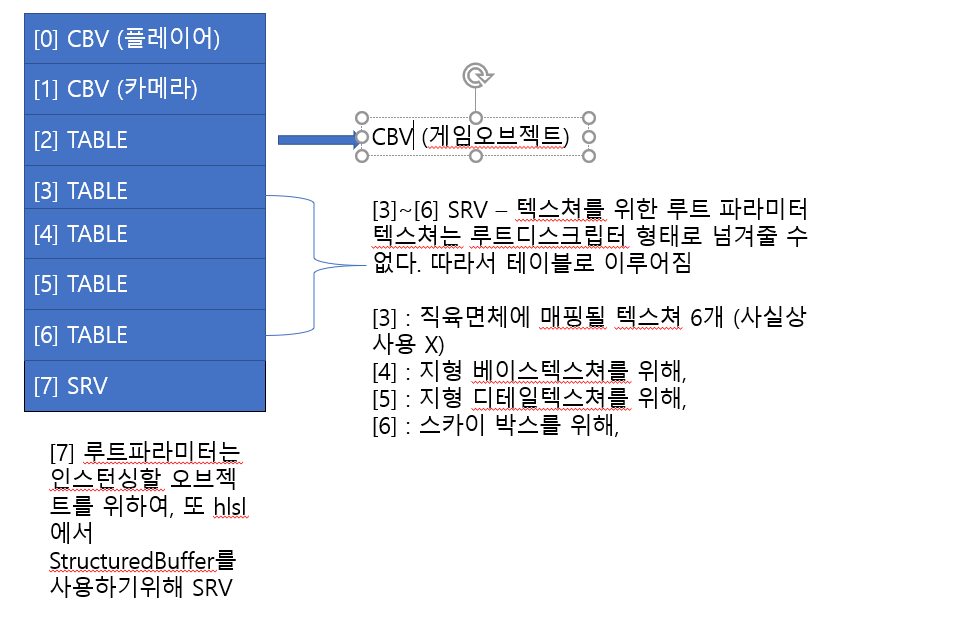 [0] CBV (플레이어)
[1] CBV (카메라)
[2] TABLE
[3] TABLE
[4] TABLE
[5] TABLE
[6] TABLE
[7] SRV
CBV (게임오브젝트)
[3]~[6] SRV – 텍스쳐를 위한 루트 파라미터
텍스쳐는 루트디스크립터 형태로 넘겨줄 수
없다. 따라서 테이블로 이루어짐
[3] : 직육면체에 매핑될 텍스쳐 6개 (사실상
사용 X)
[4] : 지형 베이스텍스쳐를 위해,
[5] : 지형 디테일텍스쳐를 위해,
[6] : 스카이 박스를 위해,
[7] 루트파라미터는
인스턴싱할 오브젝
트를 위하여, 또 hlsl
에서
StructuredBuffer를
사용하기위해 SRV